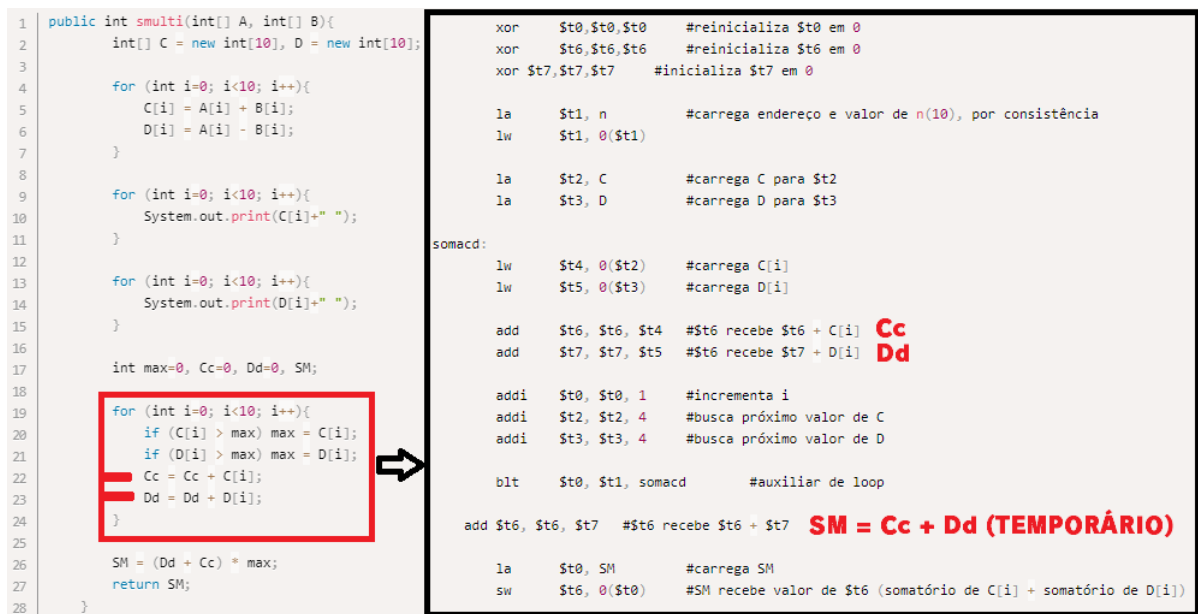 1 public int smulti(int[] A, int[] B){
2 int[] C = new int[10], D = new int[10];
3
4 for (int i=0; i<10; i++){
5 C[i] = A[i] + B[i];
6 D[i] = A[i] - B[i];
7 }
8
9 for (int i=0; i<10; i++){
10 System.out.print(C[i]+" ");
11 }
12
13 for (int i=0; i<10; i++){
14 System.out.print(D[i]+" ");
15 }
16
17 int max=0, Cc=0, Dd=0, SM;
18
19 for (int i=0; i<10; i++){
20 if (C[i] > max) max = C[i];
21 if (D[i] > max) max = D[i];
22 Cc = Cc + C[i];
23 Dd = Dd + D[i];
24 }
25
26 SM = (Dd + Cc) * max;
27 return SM;
28 }
xor $t0,$t0,$t0 #reinicializa $t0 em 0
xor $t6,$t6,$t6 #reinicializa $t6 em 0
xor $t7,$t7,$t7 #inicializa $t7 em 0
la $t1, n #carrega endereço e valor de n(10), por consistência
lw $t1, 0($t1)
la $t2, C #carrega C para $t2
la $t3, D #carrega D para $t3
somacd:
lw $t4, 0($t2) #carrega C[i]
lw $t5, 0($t3) #carrega D[i]
add $t6, $t6, $t4 #$t6 recebe $t6 + C[i] Cc
add $t7, $t7, $t5 #$t6 recebe $t7 + D[i] Dd
addi $t0, $t0, 1 #incrementa i
addi $t2, $t2, 4 #busca próximo valor de C
addi $t3, $t3, 4 #busca próximo valor de D
blt $t0, $t1, somacd #auxiliar de loop
add $t6, $t6, $t7 #$t6 recebe $t6 + $t7 SM = Cc + Dd (TEMPORÁRIO)
la $t0, SM #carrega SM
sw $t6, 0($t0) #SM recebe valor de $t6 (somatório de C[i] + somatório de D[i])